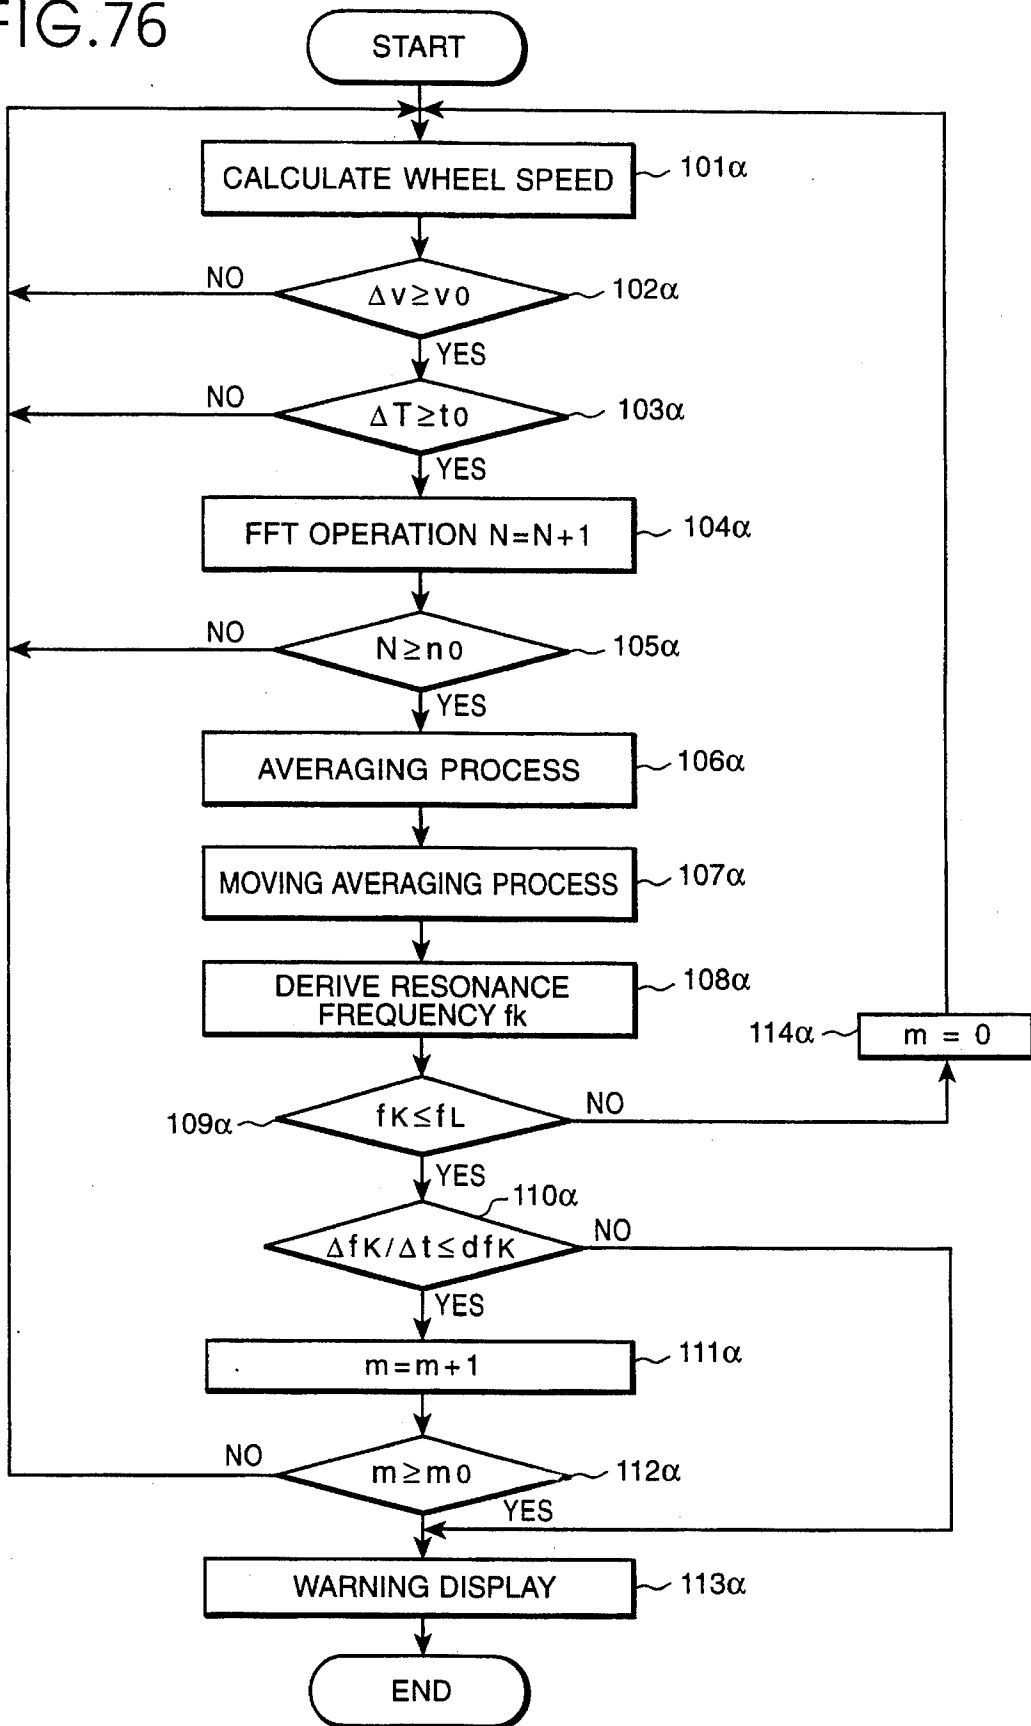 FIG.76
START
CALCULATE WHEEL SPEED
101α
NO
Δv≥v0
102α
YES
NO
ΔT≥t0
103α
YES
FFT OPERATION N=N+1
104α
NO
N≥n0
105α
YES
AVERAGING PROCESS
106α
MOVING AVERAGING PROCESS
107α
DERIVE RESONANCE
FREQUENCY fk
108α
114α
m = 0
109α
fK≤fL
NO
YES
110α
ΔfK/Δt≤dfK
NO
YES
m=m+1
111α
NO
m≥m0
112α
YES
WARNING DISPLAY
113α
END